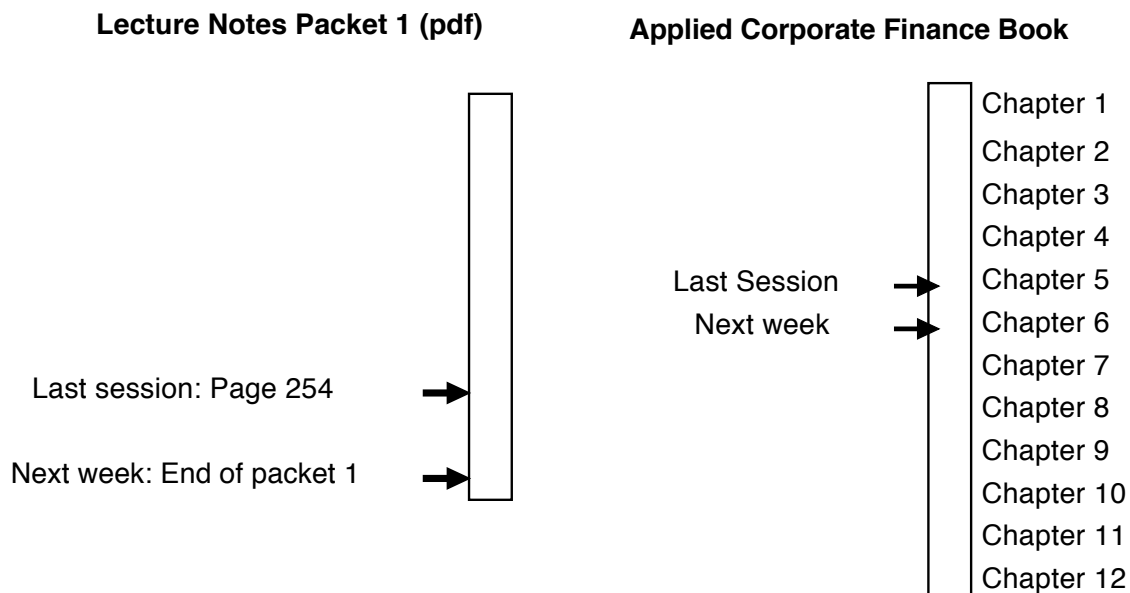 Lecture Notes Packet 1 (pdf)
Applied Corporate Finance Book
Last session: Page 254
Next week: End of packet 1
Last Session
Next week
Chapter 1
Chapter 2
Chapter 3
Chapter 4
Chapter 5
Chapter 6
Chapter 7
Chapter 8
Chapter 9
Chapter 10
Chapter 11
Chapter 12